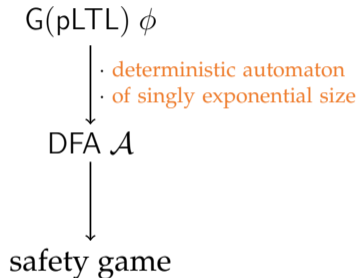 G(pLTL) ϕ
· deterministic automaton
· of singly exponential size
DFA 𝒜
safety game